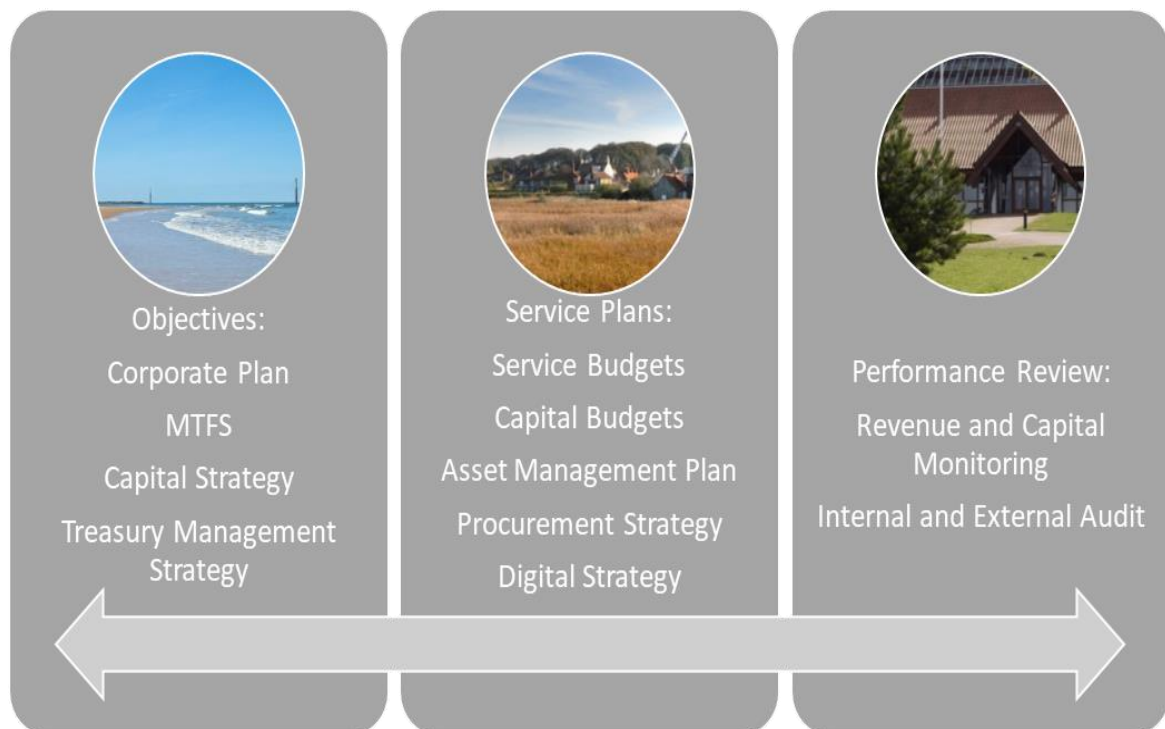 Objectives:
Corporate Plan
MTFS
Capital Strategy
Treasury Management
Strategy
Service Plans:
Service Budgets
Capital Budgets
Asset Management Plan
Procurement Strategy
Digital Strategy
Performance Review:
Revenue and Capital
Monitoring
Internal and External Audit